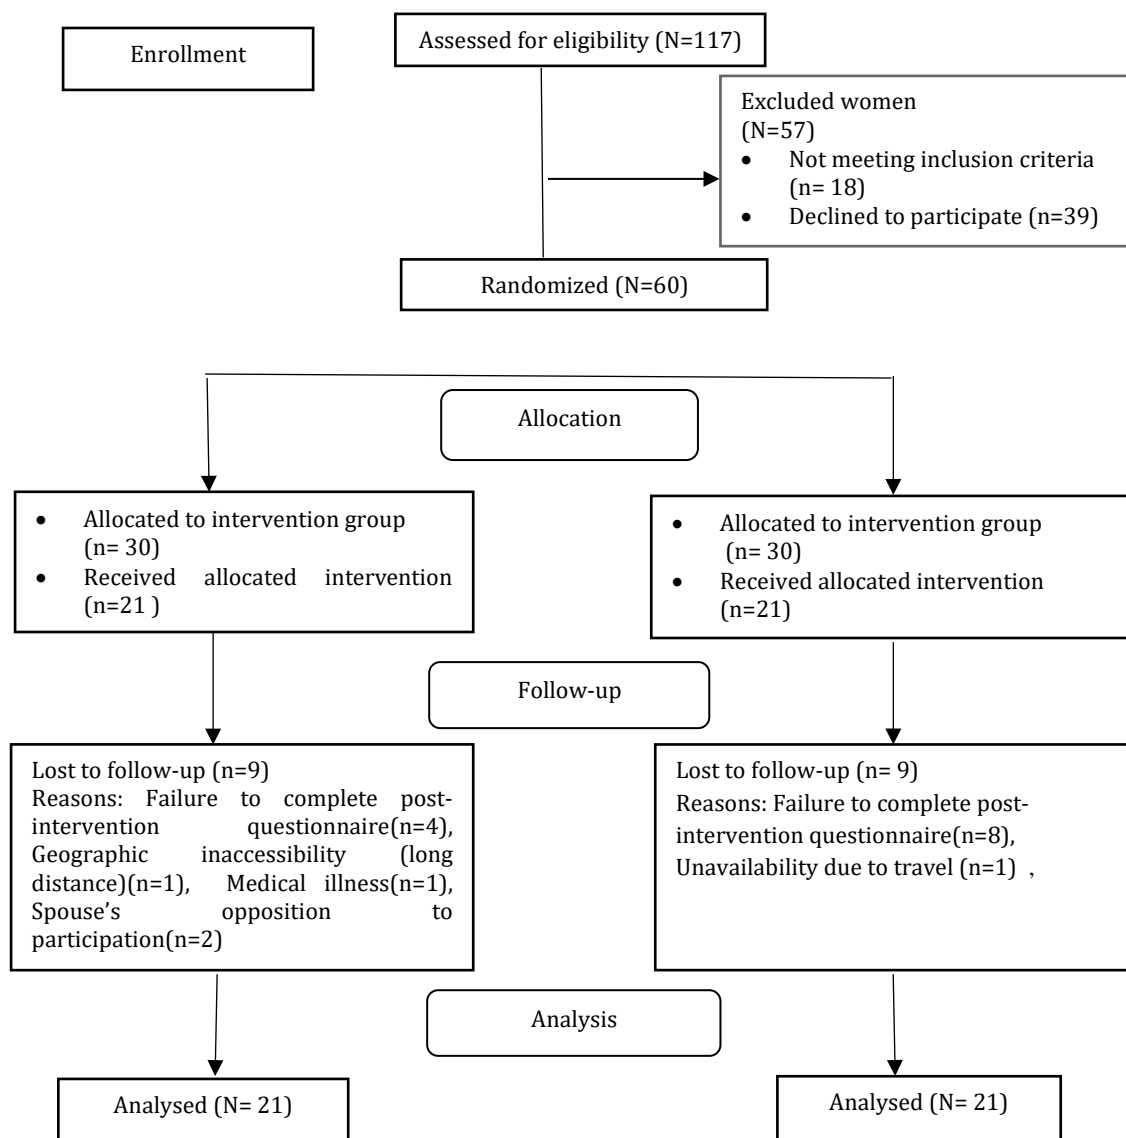 Enrollment
Assessed for eligibility (N=117)
Excluded women
(N=57)
• Not meeting inclusion criteria
(n= 18)
• Declined to participate (n=39)
Randomized (N=60)
Allocation
• Allocated to intervention group
(n= 30)
• Received allocated intervention
(n=21 )
• Allocated to intervention group
(n= 30)
• Received allocated intervention
(n=21)
Follow-up
Lost to follow-up (n=9)
Reasons: Failure to complete post-
intervention questionnaire(n=4),
Geographic inaccessibility (long
distance)(n=1), Medical illness(n=1),
Spouse’s opposition to
participation(n=2)
Lost to follow-up (n= 9)
Reasons: Failure to complete post-
intervention questionnaire(n=8),
Unavailability due to travel (n=1) ,
Analysis
Analysed (N= 21)
Analysed (N= 21)